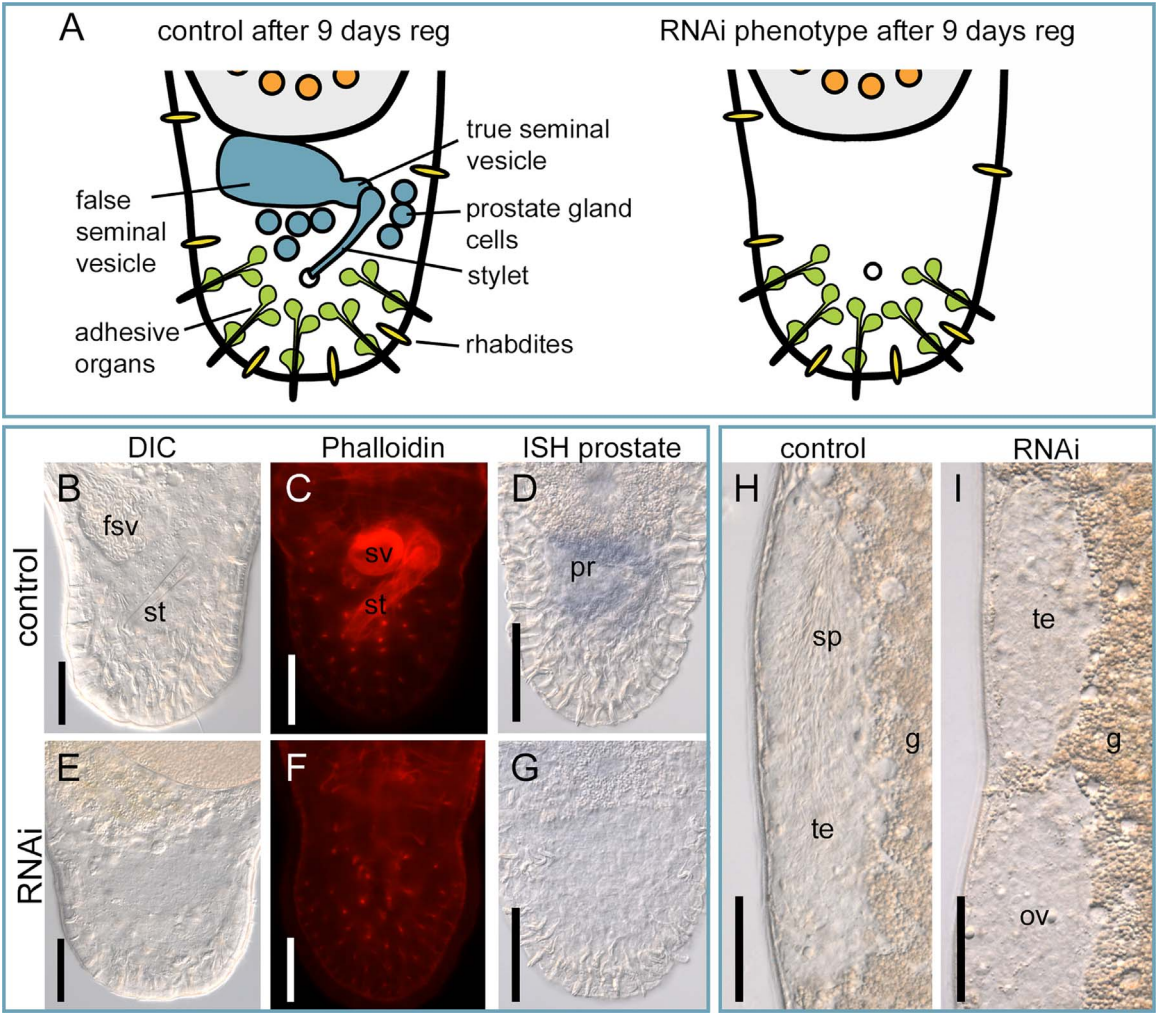 A
control after 9 days reg
RNAi phenotype after 9 days reg
true seminal
vesicle
false
seminal
vesicle
prostate gland
cells
stylet
adhesive
organs
rhabdites
DIC
Phalloidin
ISH prostate
control
RNAi
control
B
fsv
st
C
sv
st
D
pr
H
sp
te
g
I
te
g
ov
RNAi
E
F
G